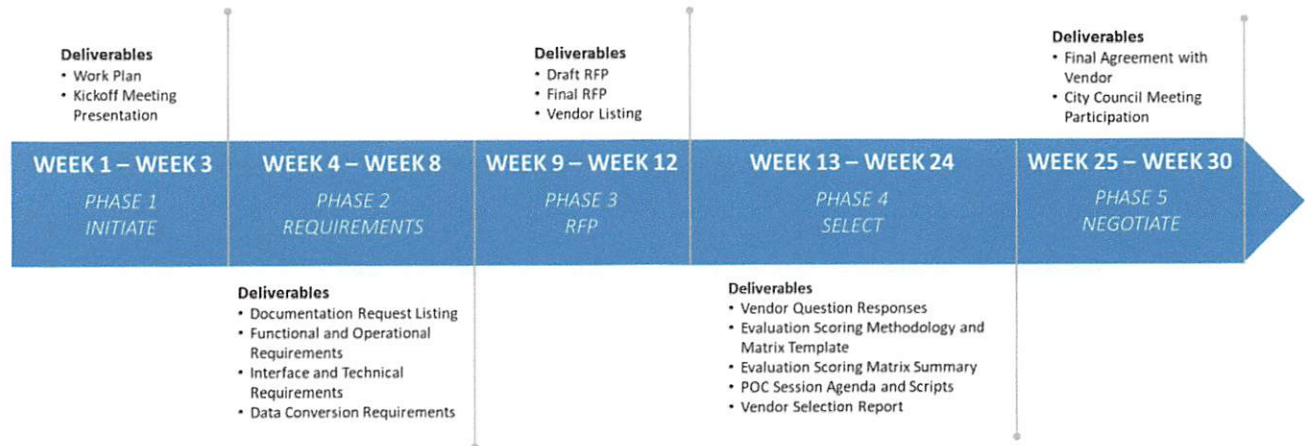 Deliverables
• Work Plan
• Kickoff Meeting
Presentation
WEEK 1 – WEEK 3
PHASE 1
INITIATE
WEEK 4 – WEEK 8
PHASE 2
REQUIREMENTS
Deliverables
• Documentation Request Listing
• Functional and Operational
Requirements
• Interface and Technical
Requirements
• Data Conversion Requirements
Deliverables
• Draft RFP
• Final RFP
• Vendor Listing
WEEK 9 – WEEK 12
PHASE 3
RFP
WEEK 13 – WEEK 24
PHASE 4
SELECT
Deliverables
• Vendor Question Responses
• Evaluation Scoring Methodology and
Matrix Template
• Evaluation Scoring Matrix Summary
• POC Session Agenda and Scripts
• Vendor Selection Report
Deliverables
• Final Agreement with
Vendor
• City Council Meeting
Participation
WEEK 25 – WEEK 30
PHASE 5
NEGOTIATE